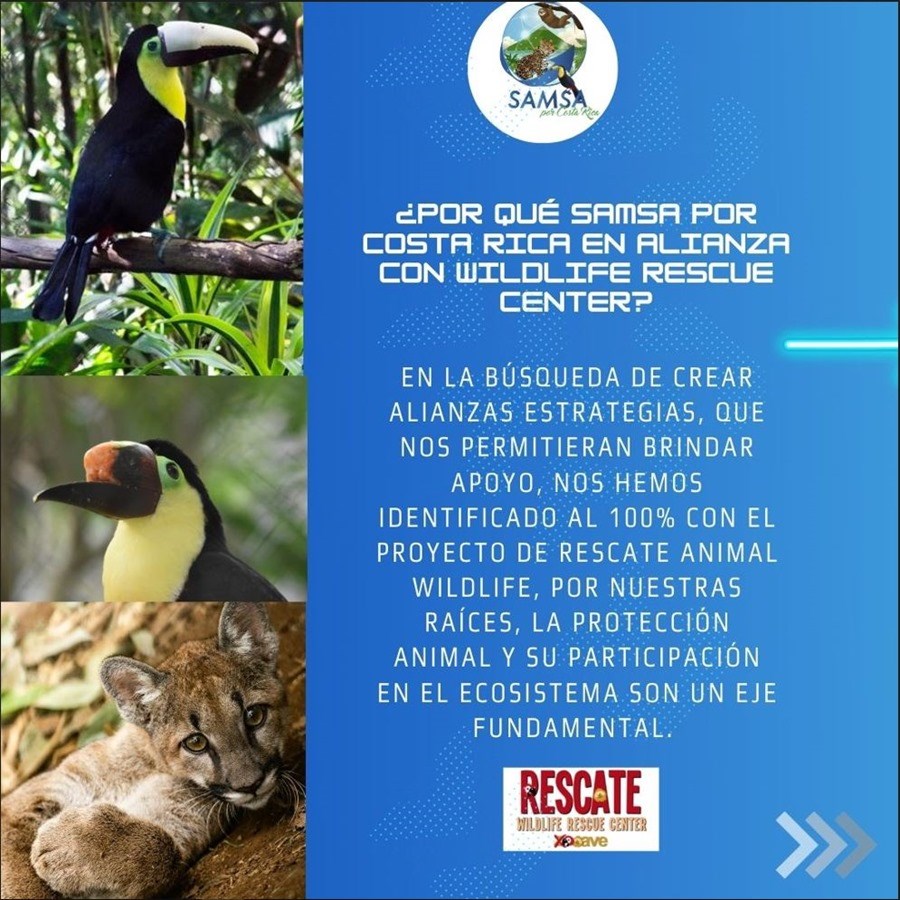 SAMSA
por Costa Rica
¿POR QUÉ SAMSA POR
COSTA RICA EN ALIANZA
CON WILDLIFE RESCUE
CENTER?
EN LA BÚSQUEDA DE CREAR
ALIANZAS ESTRATEGIAS, QUE
NOS PERMITIERAN BRINDAR
APOYO, NOS HEMOS
IDENTIFICADO AL 100% CON EL
PROYECTO DE RESCATE ANIMAL
WILDLIFE, POR NUESTRAS
RAÍCES, LA PROTECCIÓN
ANIMAL Y SU PARTICIPACIÓN
EN EL ECOSISTEMA SON UN EJE
FUNDAMENTAL.
RESCATE
WILDLIFE RESCUE CENTER